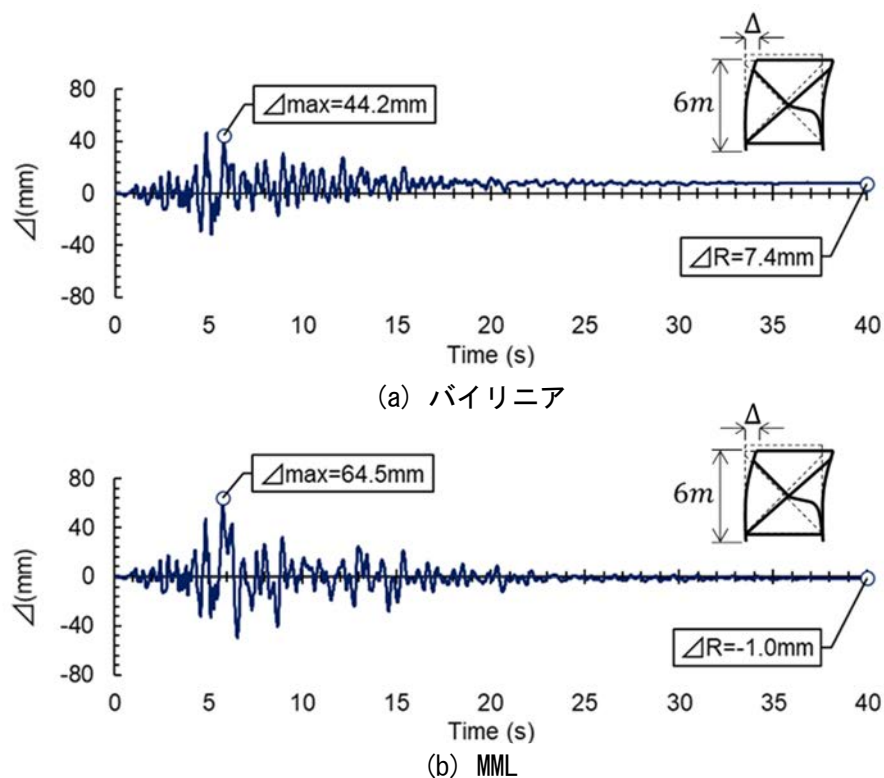 Δ
80
⊿max=44.2mm
6m
40
0
⊿(mm)
-40
⊿R=7.4mm
-80
0 5 10 15 20 25 30 35 40
Time (s)
(a) バイリニア
Δ
80
⊿max=64.5mm
6m
40
0
⊿(mm)
-40
⊿R=-1.0mm
-80
0 5 10 15 20 25 30 35 40
Time (s)
(b) MML